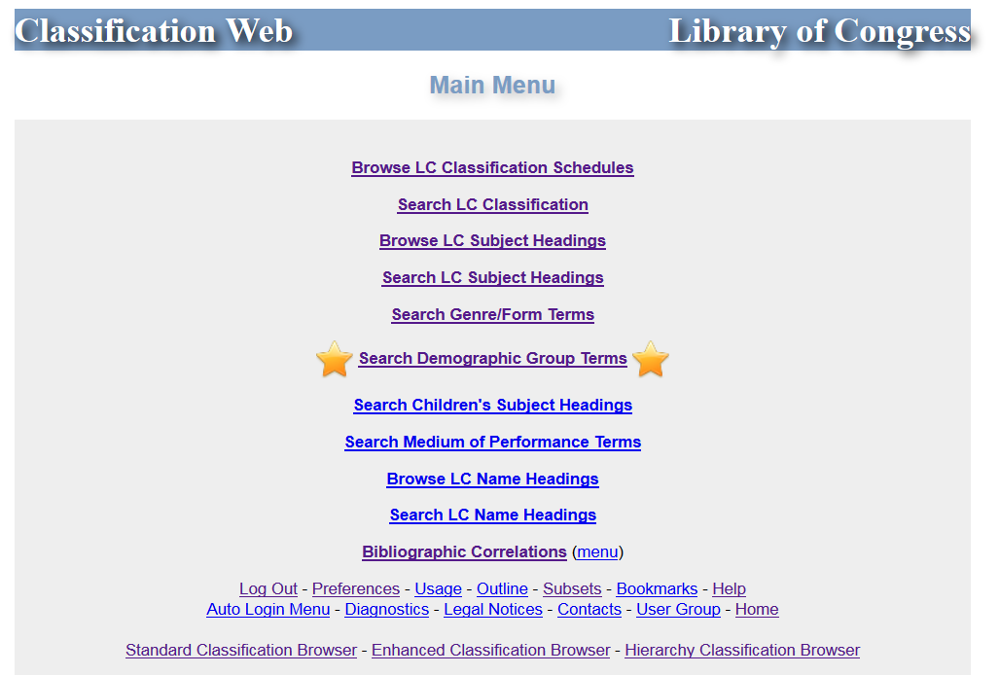 Classification Web Library of Congress
Main Menu
Browse LC Classification Schedules
Search LC Classification
Browse LC Subject Headings
Search LC Subject Headings
Search Genre/Form Terms
Search Demographic Group Terms
Search Children's Subject Headings
Search Medium of Performance Terms
Browse LC Name Headings
Search LC Name Headings
Bibliographic Correlations (menu)
Log Out - Preferences - Usage - Outline - Subsets - Bookmarks - Help
Auto Login Menu - Diagnostics - Legal Notices - Contacts - User Group - Home
Standard Classification Browser - Enhanced Classification Browser - Hierarchy Classification Browser